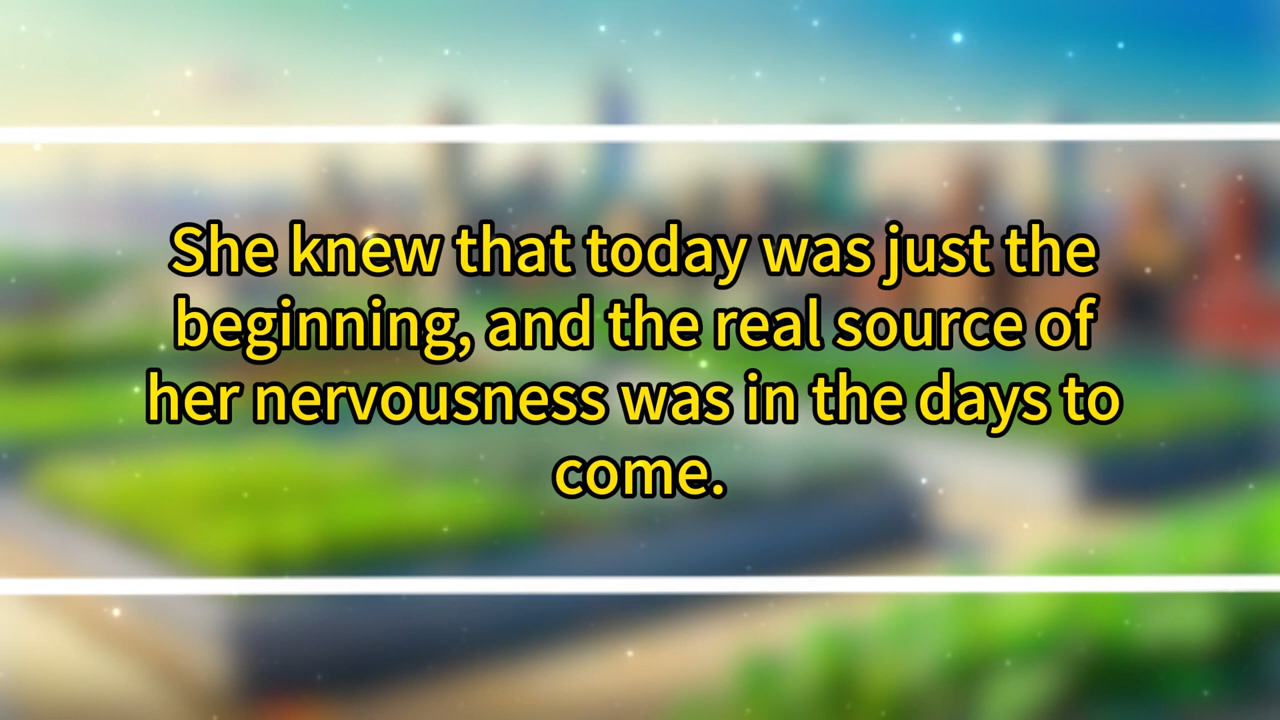 She knew that today was just the
beginning, and the real source of
her nervousness was in the days to
come.